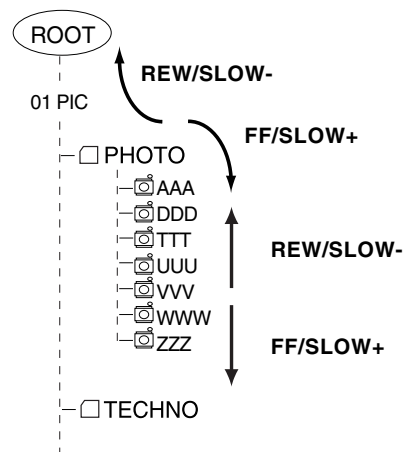 ROOT
REW/SLOW-
01 PIC
FF/SLOW+
PHOTO
AAA
DDD
TTT
REW/SLOW-
UUU
VVV
WWW
ZZZ
FF/SLOW+
TECHNO